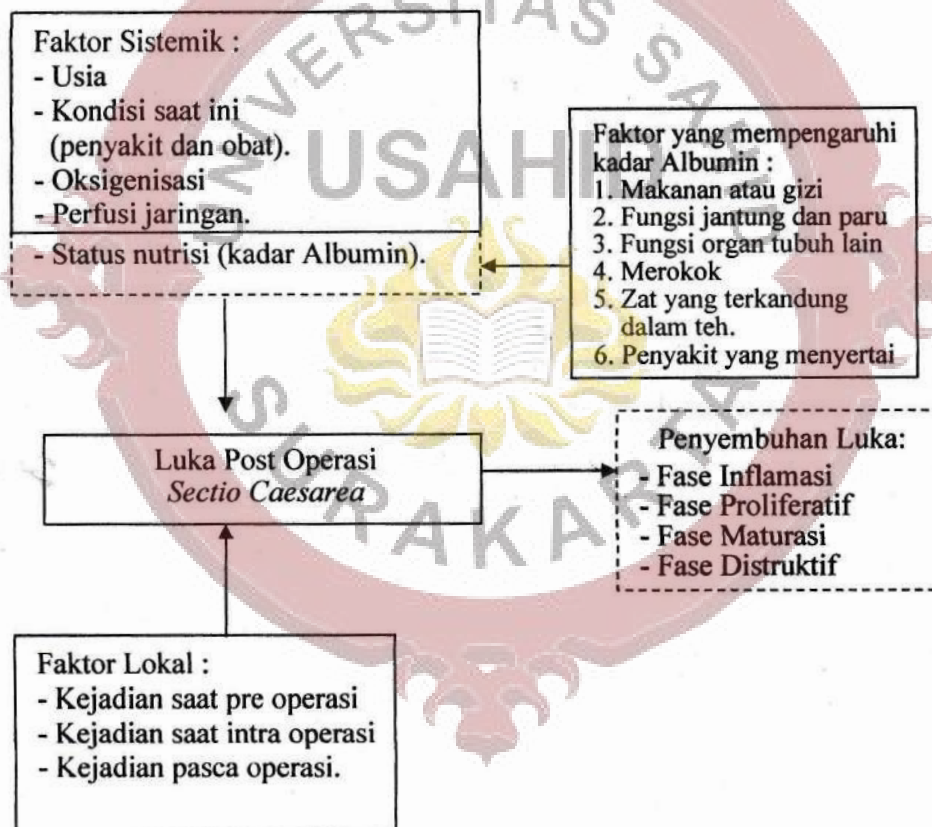 Faktor Sistemik :
- Usia
- Kondisi saat ini
(penyakit dan obat).
- Oksigenisasi
- Perfusi jaringan.
- Status nutrisi (kadar Albumin).
Faktor yang mempengaruhi
kadar Albumin :
1. Makanan atau gizi
2. Fungsi jantung dan paru
3. Fungsi organ tubuh lain
4. Merokok
5. Zat yang terkandung
dalam teh.
6. Penyakit yang menyertai
Luka Post Operasi
Sectio Caesarea
Penyembuhan Luka:
- Fase Inflamasi
- Fase Proliferatif
- Fase Maturasi
- Fase Distruktif
Faktor Lokal :
- Kejadian saat pre operasi
- Kejadian saat intra operasi
- Kejadian pasca operasi.
UNIVERSITAS SAHID
USAHID
SURAKARTA